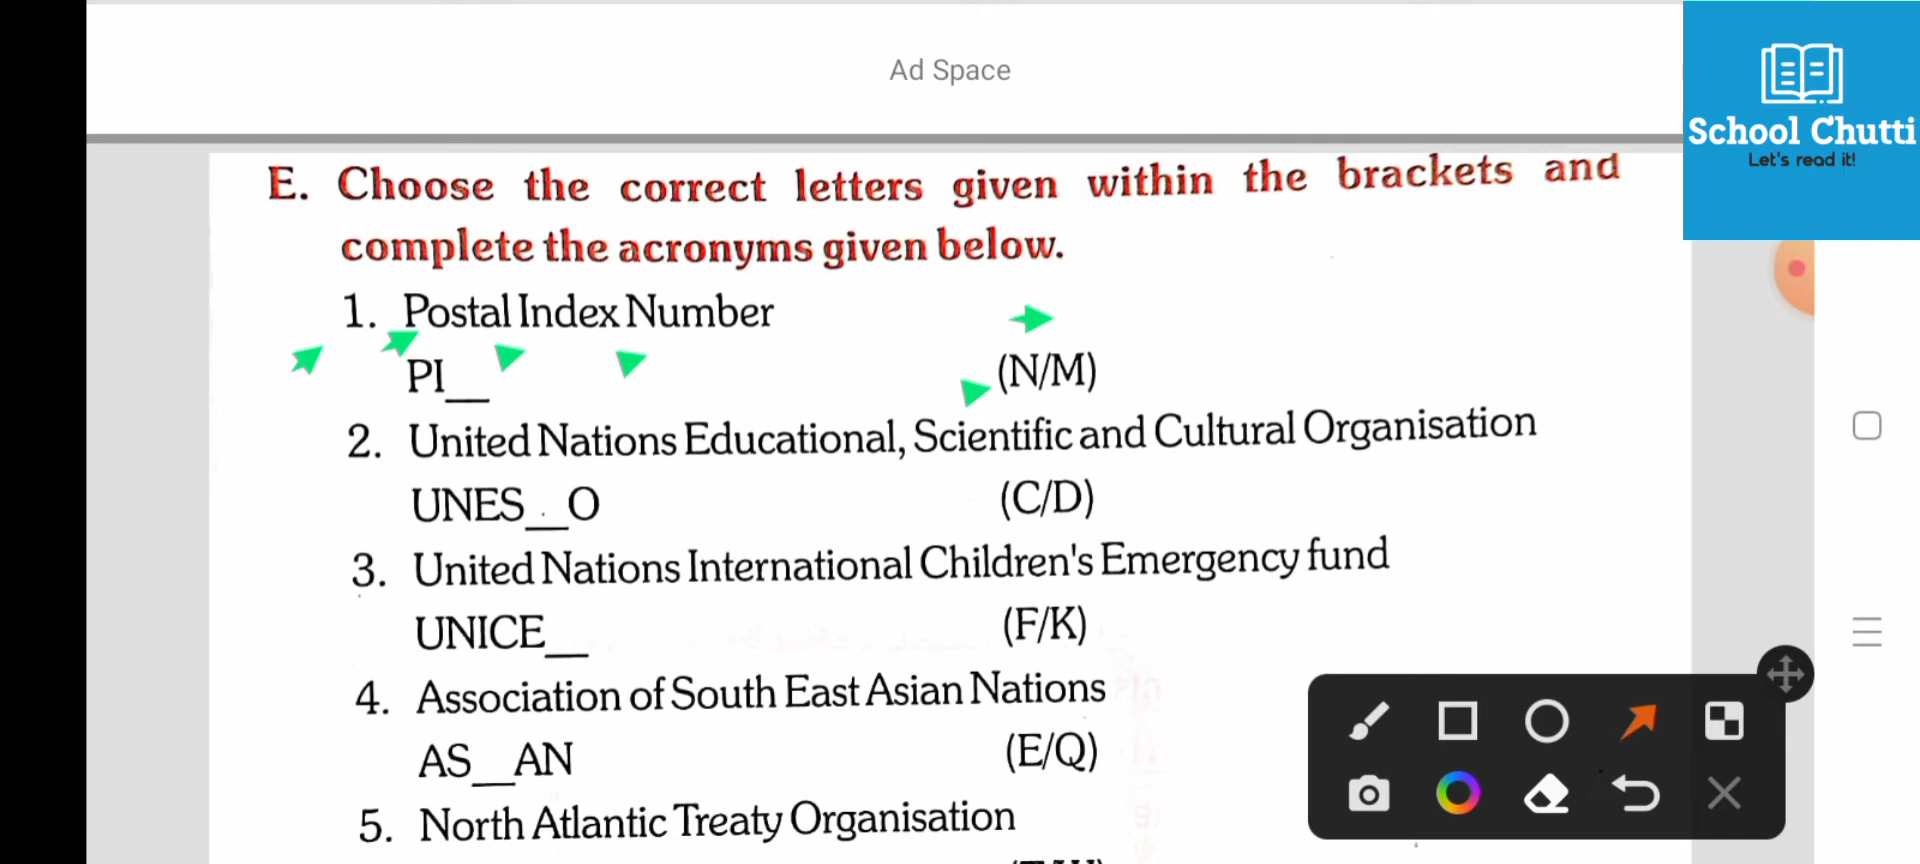 Ad Space
School Chutti
Let's read it!
E. Choose the correct letters given within the brackets and
complete the acronyms given below.
1. Postal Index Number
PI__ (N/M)
2. United Nations Educational, Scientific and Cultural Organisation
UNES__O (C/D)
3. United Nations International Children's Emergency fund
UNICE__ (F/K)
4. Association of South East Asian Nations
AS__AN (E/Q)
5. North Atlantic Treaty Organisation